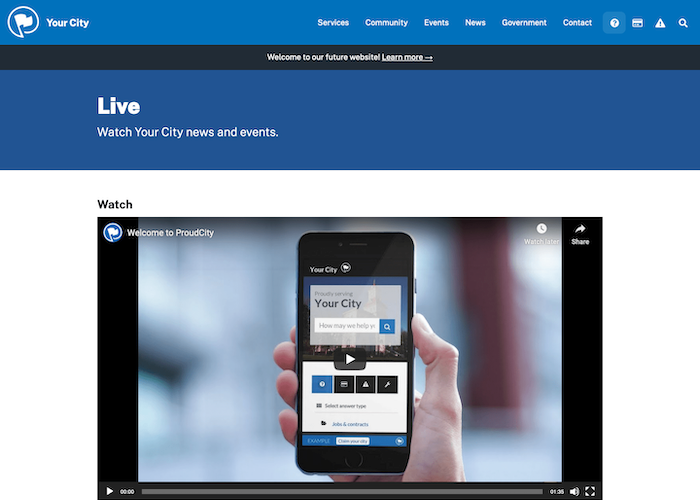 Your City
Services Community Events News Government Contact
Welcome to our future website! Learn more →
Live
Watch Your City news and events.
Watch
Welcome to ProudCity
Watch later
Share
Your City
Proudly serving
Your City
How may we help yo
Select answer type
Jobs & contracts
EXAMPLE Claim your city
00:00
01:35